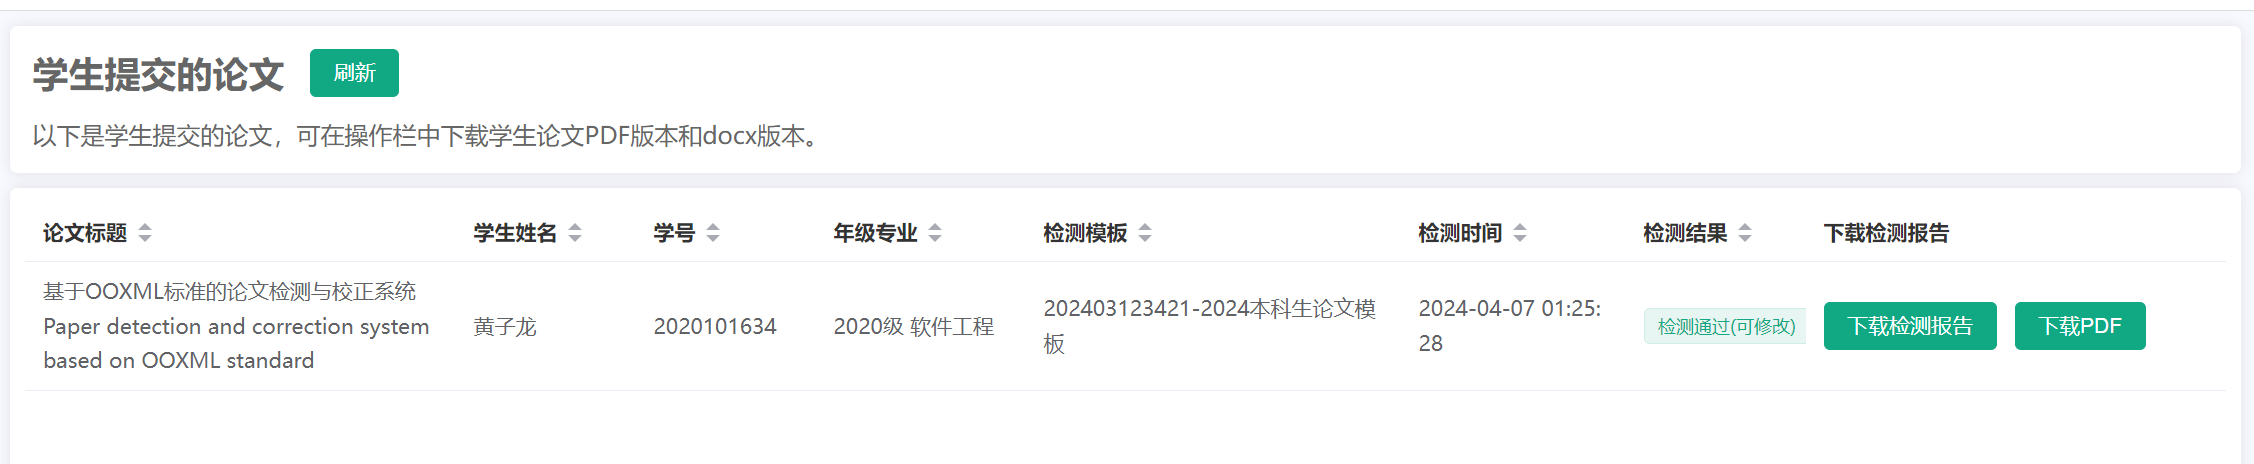 学生提交的论文 刷新
以下是学生提交的论文，可在操作栏中下载学生论文PDF版本和docx版本。
论文标题 学生姓名 学号 年级专业 检测模板 检测时间 检测结果 下载检测报告
基于OOXML标准的论文检测与校正系统
Paper detection and correction system
based on OOXML standard
黄子龙
2020101634
2020级 软件工程
202403123421-2024本科生论文模
板
2024-04-07 01:25:
28
检测通过(可修改)
下载检测报告
下载PDF